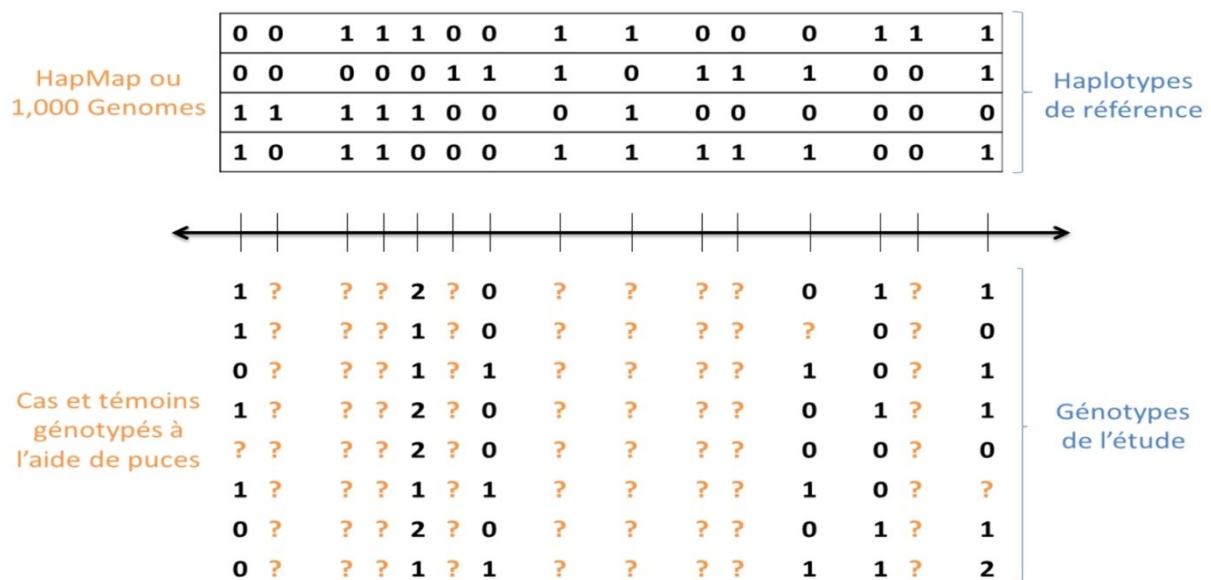 HapMap ou
1,000 Genomes
0 0 1 1 1 0 0 1 1 0 0 0 1 1 1
0 0 0 0 0 1 1 1 0 1 1 1 0 0 1
1 1 1 1 1 0 0 0 1 0 0 0 0 0 0
1 0 1 1 0 0 0 1 1 1 1 1 0 0 1
Haplotypes
de référence
Cas et témoins
génotypés à
l'aide de puces
1 ? ? ? 2 ? 0 ? ? ? ? 0 1 ? 1
1 ? ? ? 1 ? 0 ? ? ? ? ? 0 ? 0
0 ? ? ? 1 ? 1 ? ? ? ? 1 0 ? 1
1 ? ? ? 2 ? 0 ? ? ? ? 0 1 ? 1
? ? ? ? 2 ? 0 ? ? ? ? 0 0 ? 0
1 ? ? ? 1 ? 1 ? ? ? ? 1 0 ? ?
0 ? ? ? 2 ? 0 ? ? ? ? 0 1 ? 1
0 ? ? ? 1 ? 1 ? ? ? ? 1 1 ? 2
Génotypes
de l'étude